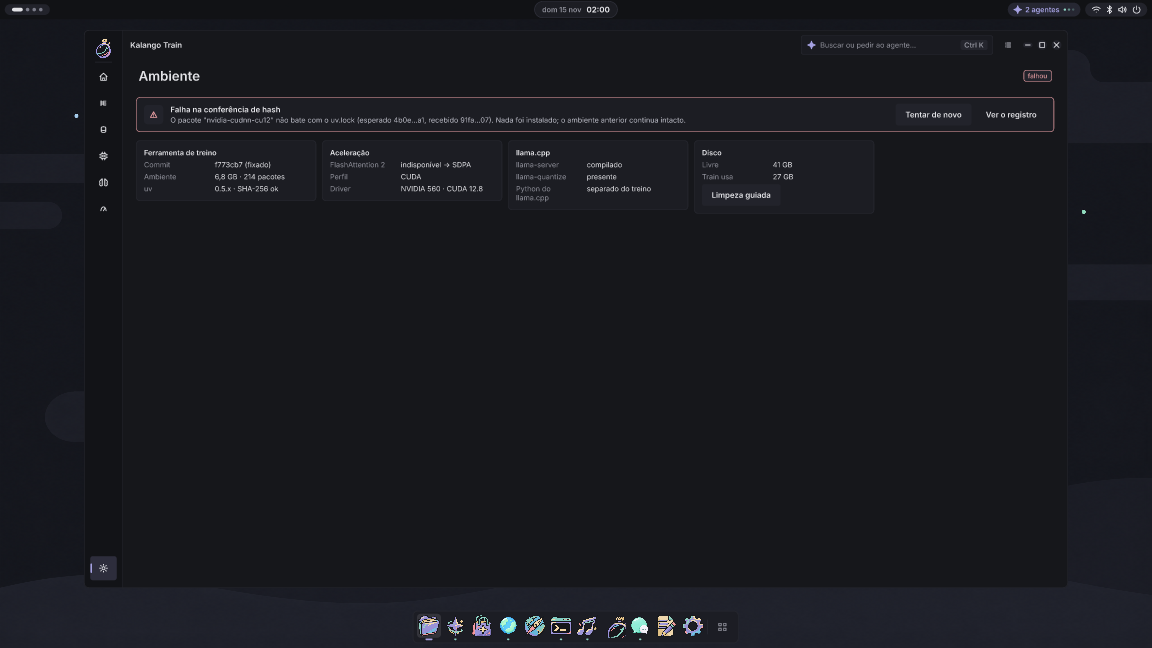 dom 15 nov 02:00
2 agentes
Kalango Train
Buscar ou pedir ao agente... Ctrl K
Ambiente
falhou
Falha na conferência de hash
O pacote "nvidia-cudnn-cu12" não bate com o uv.lock (esperado 4b0e...a1, recebido 91fa...07). Nada foi instalado; o ambiente anterior continua intacto.
Tentar de novo
Ver o registro
Ferramenta de treino
Commit f773cb7 (fixado)
Ambiente 6,8 GB · 214 pacotes
uv 0.5.x · SHA-256 ok
Aceleração
FlashAttention 2 indisponível → SDPA
Perfil CUDA
Driver NVIDIA 560 · CUDA 12.8
llama.cpp
llama-server compilado
llama-quantize presente
Python do separado do treino
llama.cpp
Disco
Livre 41 GB
Train usa 27 GB
Limpeza guiada